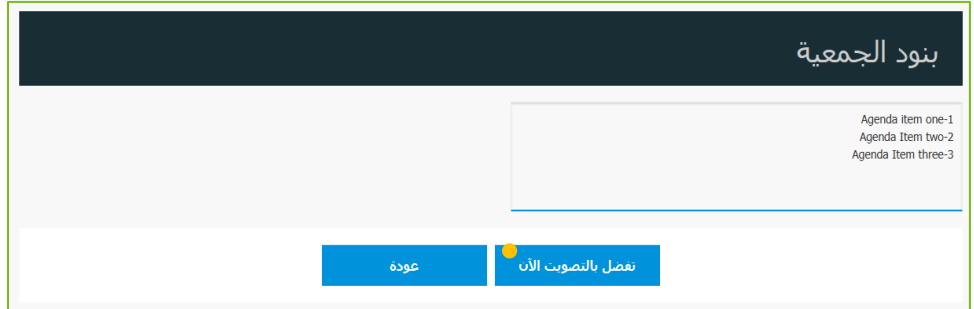 بنود الجمعية
Agenda item one-1
Agenda Item two-2
Agenda Item three-3
تفضل بالتصويت الآن
عودة